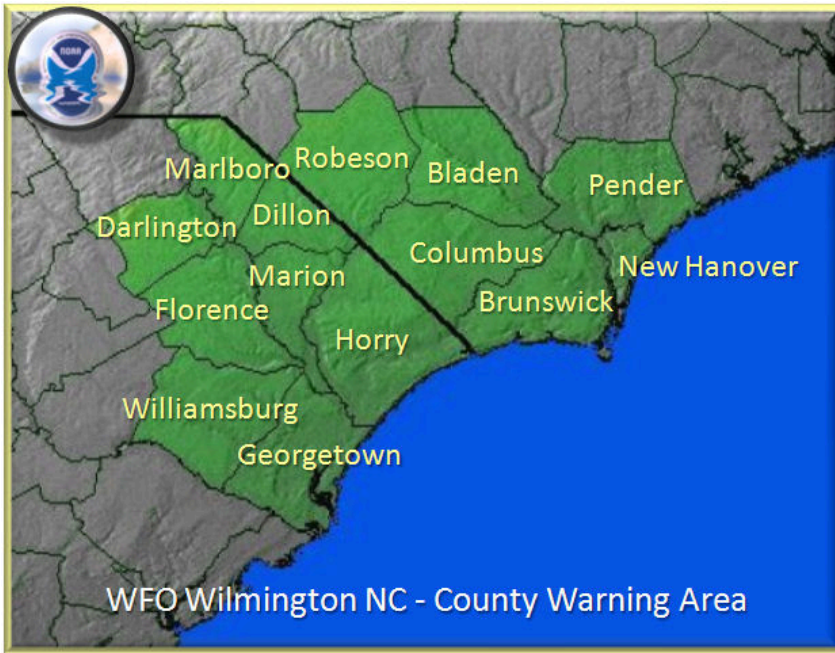 NOAA
Marlboro
Robeson
Bladen
Pender
Darlington
Dillon
Columbus
New Hanover
Marion
Florence
Brunswick
Horry
Williamsburg
Georgetown
WFO Wilmington NC - County Warning Area